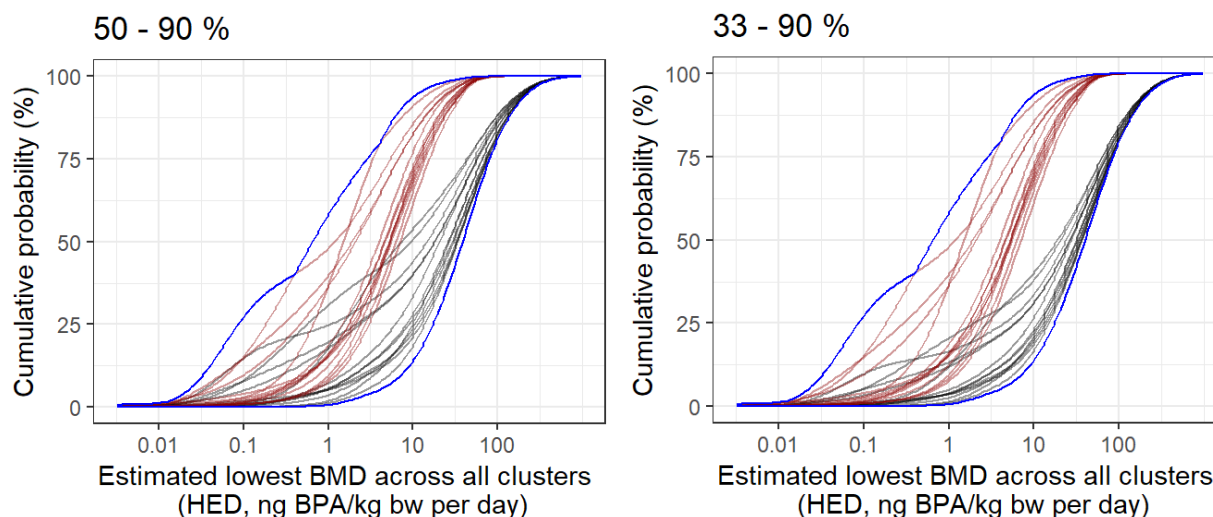 50 - 90 %
100
75
50
25
0
Cumulative probability (%)
0.01 0.1 1 10 100
Estimated lowest BMD across all clusters
(HED, ng BPA/kg bw per day)
33 - 90 %
100
75
50
25
0
Cumulative probability (%)
0.01 0.1 1 10 100
Estimated lowest BMD across all clusters
(HED, ng BPA/kg bw per day)